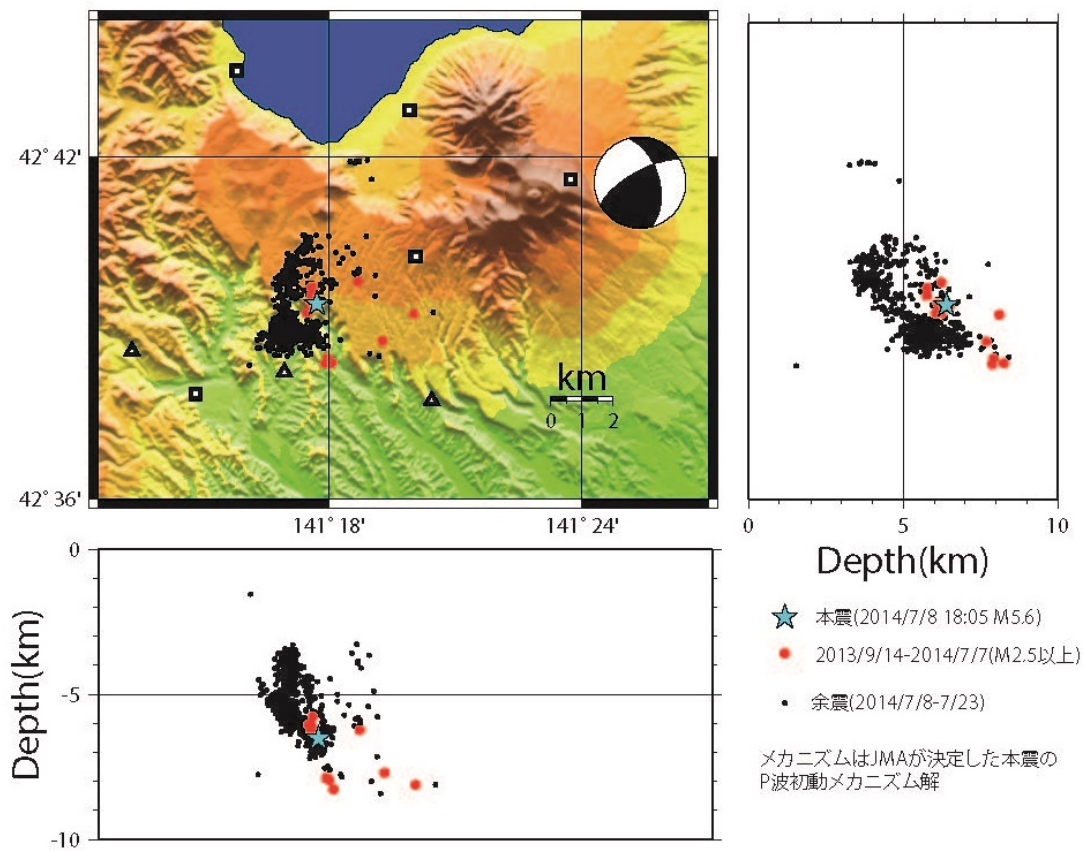 42° 42'
42° 36'
141° 18'
141° 24'
km
0 1 2
0 5 10
Depth(km)
0
-5
-10
Depth(km)
本震(2014/7/8 18:05 M5.6)
2013/9/14-2014/7/7(M2.5以上)
余震(2014/7/8-7/23)
メカニズムはJMAが決定した本震の
P波初動メカニズム解